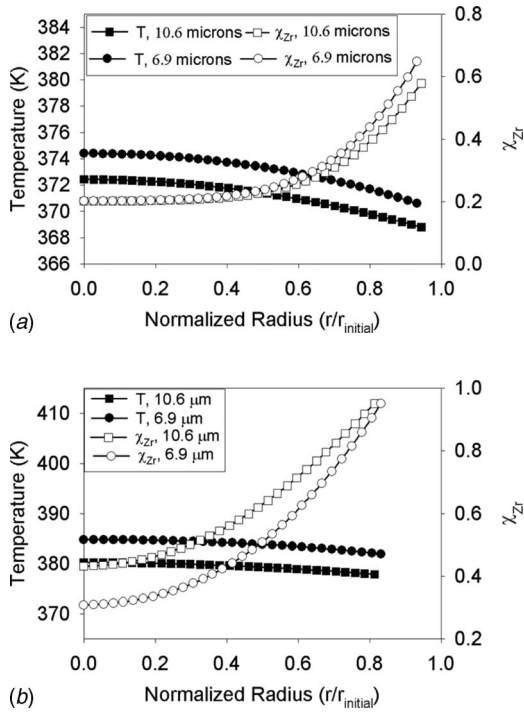 T, 10.6 microns χZr, 10.6 microns
T, 6.9 microns χZr, 6.9 microns
Temperature (K)
384
382
380
378
376
374
372
370
368
366
χZr
0.8
0.6
0.4
0.2
0.0
0.0 0.2 0.4 0.6 0.8 1.0
Normalized Radius (r/rinitial)
(a)
T, 10.6 μm
T, 6.9 μm
χZr, 10.6 μm
χZr, 6.9 μm
Temperature (K)
410
400
390
380
370
χZr
1.0
0.8
0.6
0.4
0.2
0.0 0.2 0.4 0.6 0.8 1.0
Normalized Radius (r/rinitial)
(b)